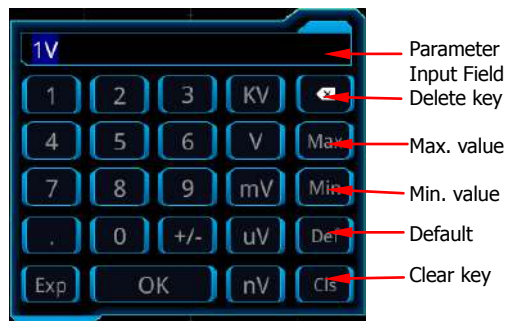 1V
Parameter
Input Field
1 2 3 KV
Delete key
4 5 6 V Max
Max. value
7 8 9 mV Min
Min. value
. 0 +/- uV Def
Default
Exp OK nV Cls
Clear key